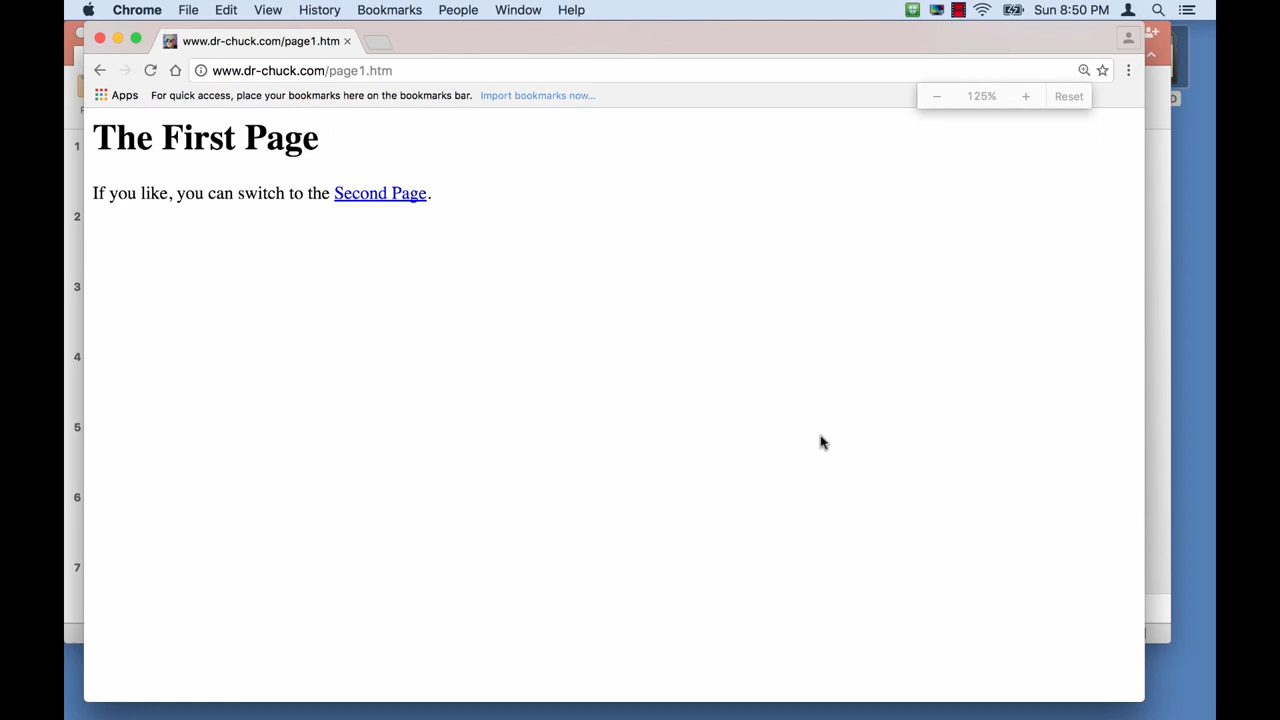 Chrome File Edit View History Bookmarks People Window Help Sun 8:50 PM
www.dr-chuck.com/page1.htm
www.dr-chuck.com/page1.htm
Apps For quick access, place your bookmarks here on the bookmarks bar. Import bookmarks now...
− 125% + Reset
The First Page
If you like, you can switch to the Second Page.
1
2
3
4
5
6
7